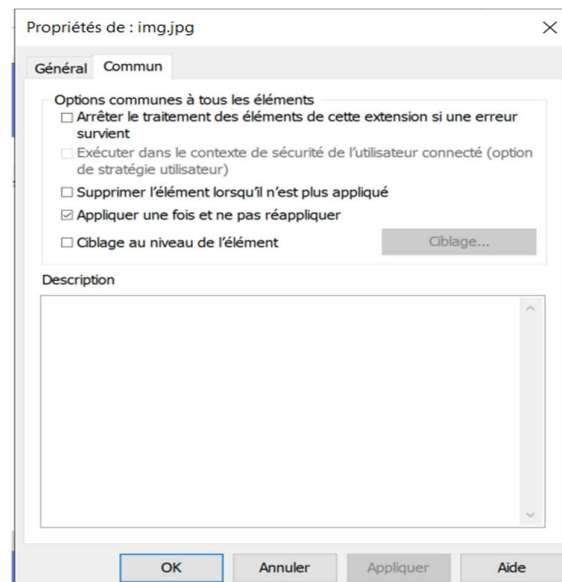 Propriétés de : img.jpg
Général Commun
Options communes à tous les éléments
Arrêter le traitement des éléments de cette extension si une erreur
survient
Exécuter dans le contexte de sécurité de l'utilisateur connecté (option
de stratégie utilisateur)
Supprimer l'élément lorsqu'il n'est plus appliqué
Appliquer une fois et ne pas réappliquer
Ciblage au niveau de l'élément Ciblage...
Description
OK Annuler Appliquer Aide